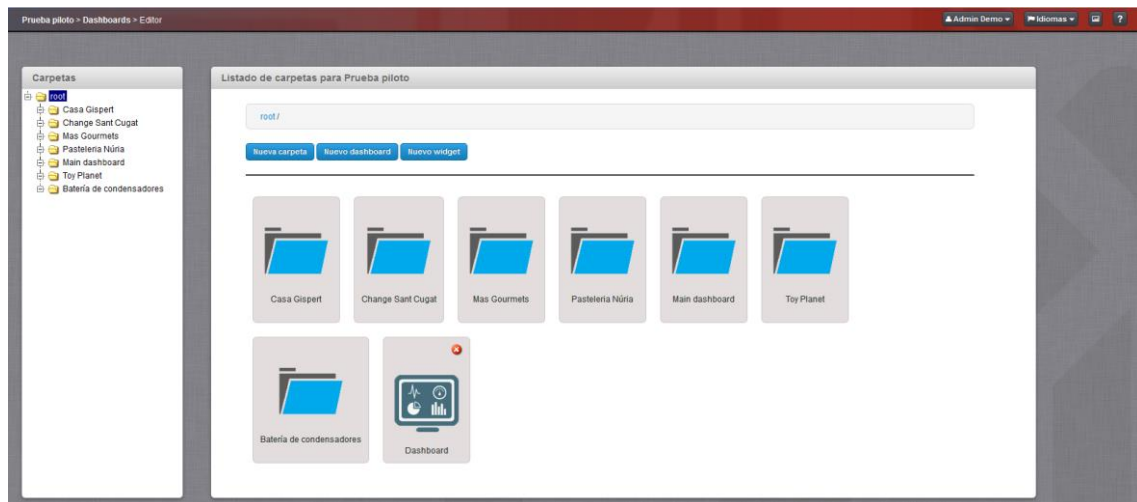 Prueba piloto > Dashboards > Editor
Admin Demo
Idiomas
?
Carpetas
root
Casa Gispert
Change Sant Cugat
Mas Gourmets
Pasteleria Núria
Main dashboard
Toy Planet
Batería de condensadores
Listado de carpetas para Prueba piloto
root /
Nueva carpeta Nuevo dashboard Nuevo widget
Casa Gispert Change Sant Cugat Mas Gourmets Pasteleria Núria Main dashboard Toy Planet
Batería de condensadores Dashboard